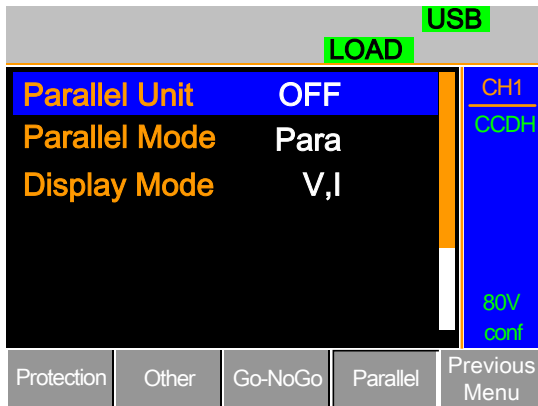 USB
LOAD
Parallel Unit OFF
Parallel Mode Para
Display Mode V,I
CH1
CCDH
80V
conf
Protection Other Go-NoGo Parallel Previous Menu